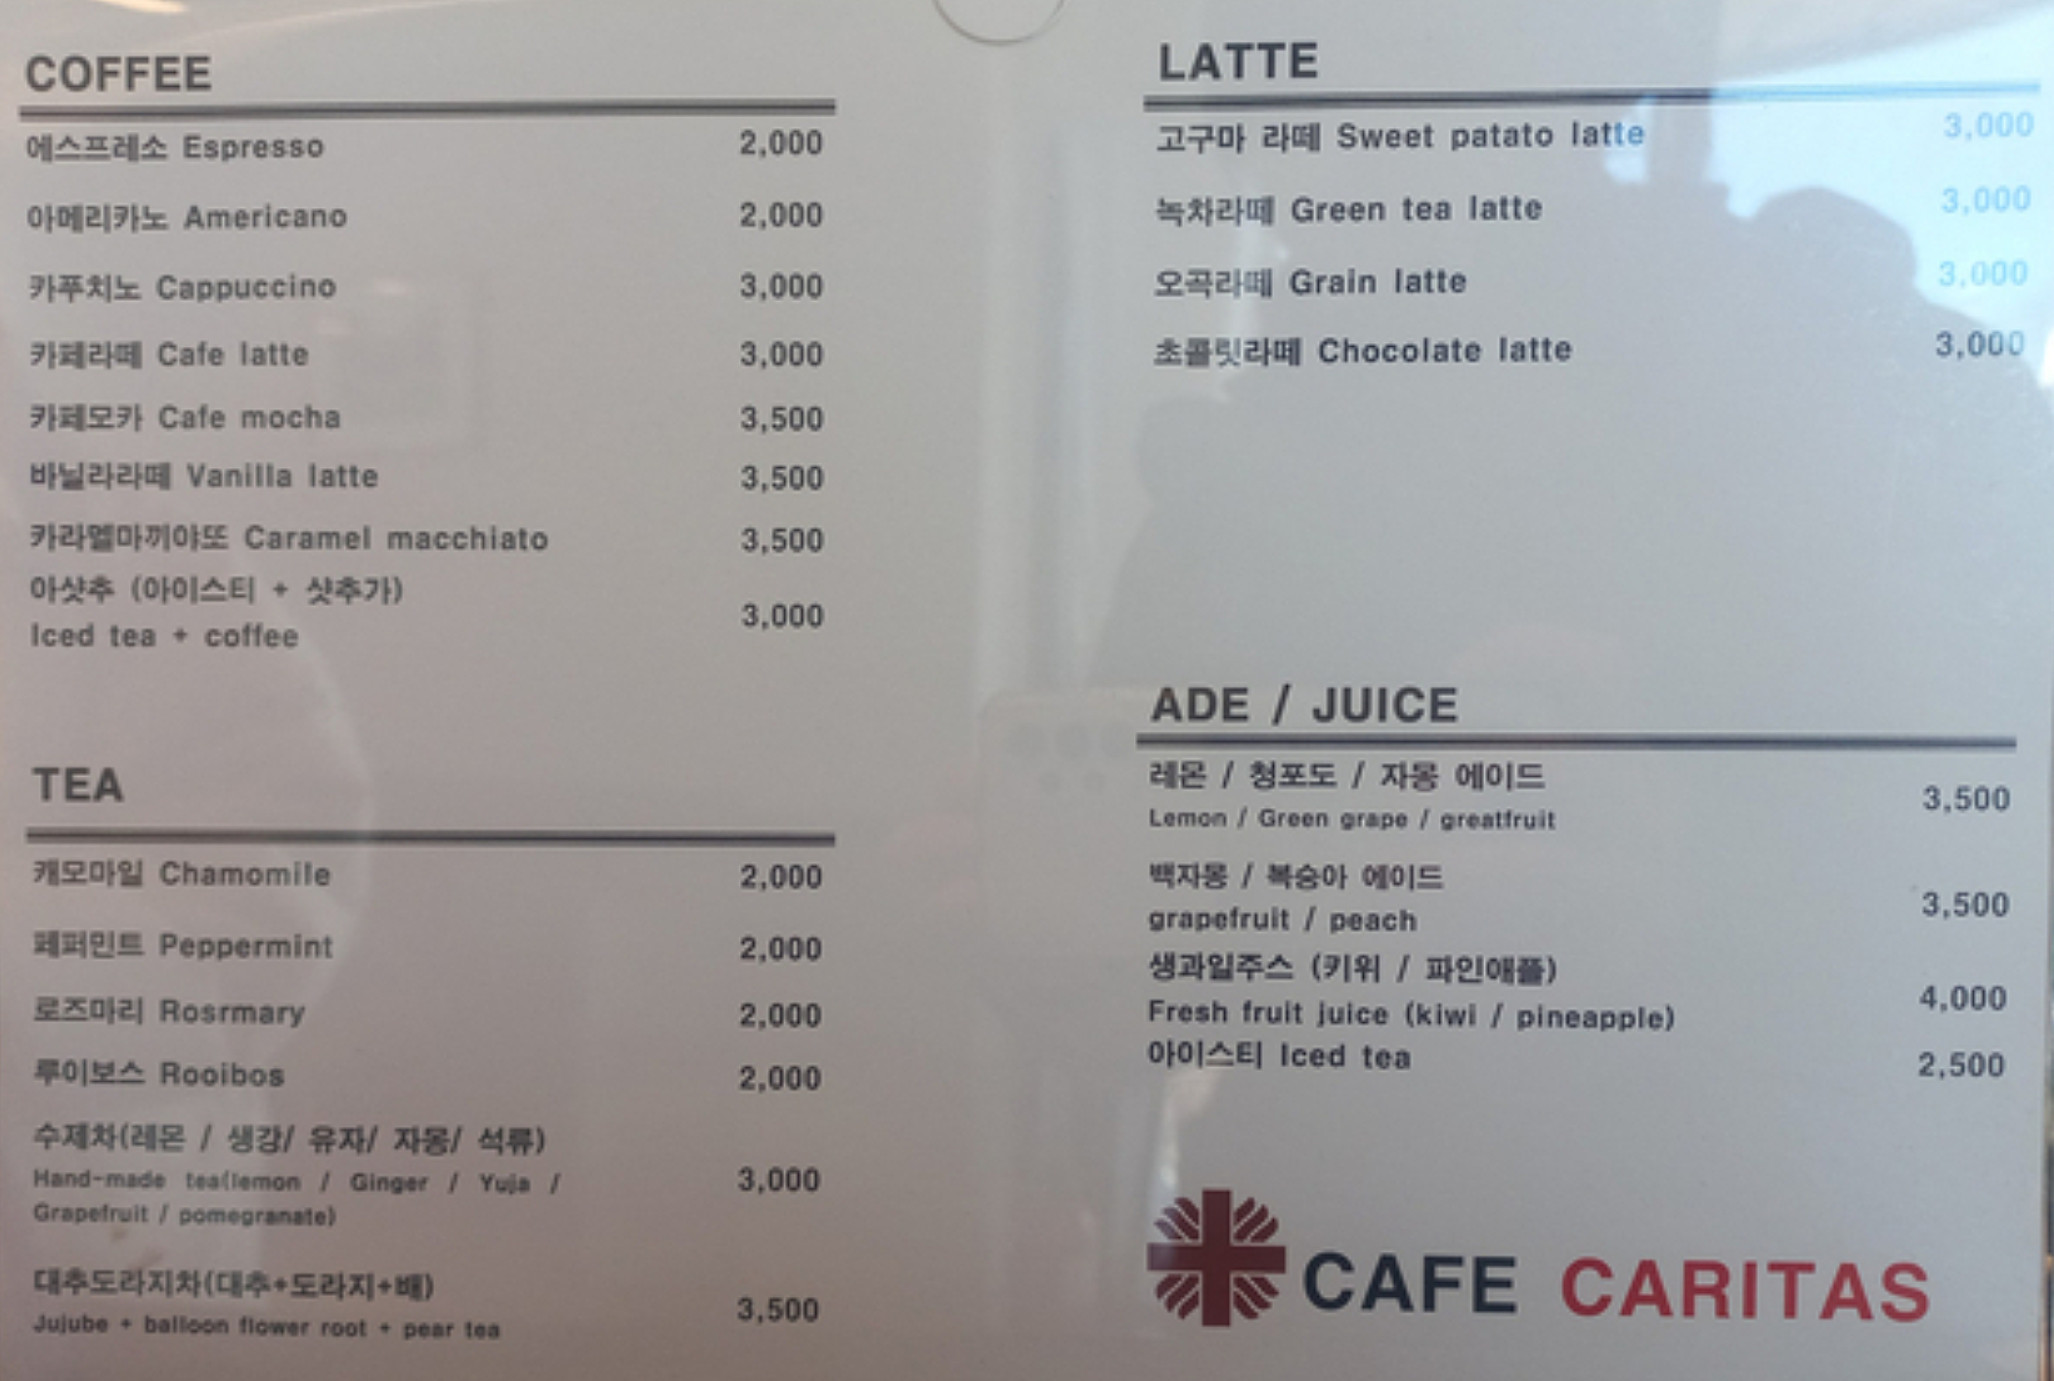 COFFEE
에스프레소 Espresso 2,000
아메리카노 Americano 2,000
카푸치노 Cappuccino 3,000
카페라떼 Cafe latte 3,000
카페모카 Cafe mocha 3,500
바닐라라떼 Vanilla latte 3,500
카라멜마끼야또 Caramel macchiato 3,500
아샷추 (아이스티 + 샷추가)
Iced tea + coffee 3,000
TEA
캐모마일 Chamomile 2,000
페퍼민트 Peppermint 2,000
로즈마리 Rosrmary 2,000
루이보스 Rooibos 2,000
수제차(레몬 / 생강/ 유자/ 자몽/ 석류)
Hand-made tea(lemon / Ginger / Yuja / 3,000
Grapefruit / pomegranate)
대추도라지차(대추+도라지+배)
Jujube + balloon flower root + pear tea 3,500
LATTE
고구마 라떼 Sweet patato latte 3,000
녹차라떼 Green tea latte 3,000
오곡라떼 Grain latte 3,000
초콜릿라떼 Chocolate latte 3,000
ADE / JUICE
레몬 / 청포도 / 자몽 에이드
Lemon / Green grape / greatfruit 3,500
백자몽 / 복숭아 에이드
grapefruit / peach 3,500
생과일주스 (키위 / 파인애플)
Fresh fruit juice (kiwi / pineapple) 4,000
아이스티 Iced tea 2,500
CAFE CARITAS